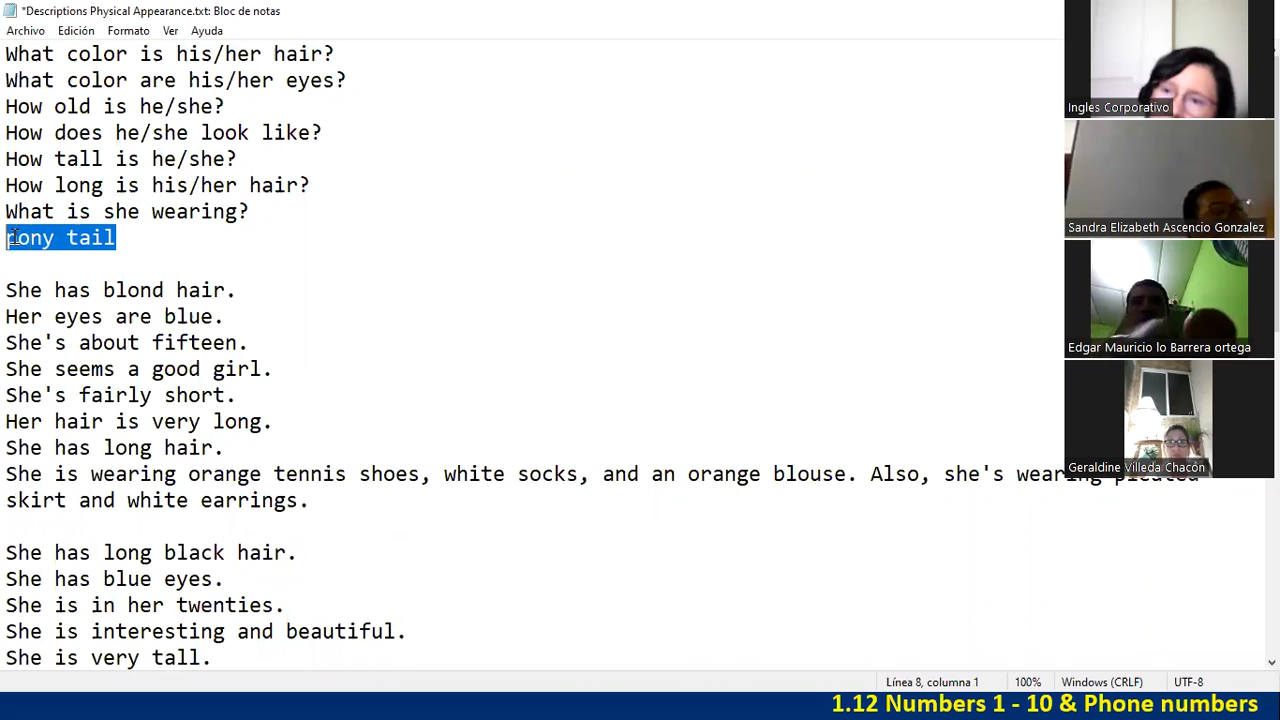 *Descriptions Physical Appearance.txt: Bloc de notas
Archivo Edición Formato Ver Ayuda
What color is his/her hair?
What color are his/her eyes?
How old is he/she?
How does he/she look like?
How tall is he/she?
How long is his/her hair?
What is she wearing?
pony tail
She has blond hair.
Her eyes are blue.
She's about fifteen.
She seems a good girl.
She's fairly short.
Her hair is very long.
She has long hair.
She is wearing orange tennis shoes, white socks, and an orange blouse. Also, she's wearing pleated
skirt and white earrings.
She has long black hair.
She has blue eyes.
She is in her twenties.
She is interesting and beautiful.
She is very tall.
Línea 8, columna 1 100% Windows (CRLF) UTF-8
Ingles Corporativo
Sandra Elizabeth Ascencio Gonzalez
Edgar Mauricio lo Barrera ortega
Geraldine Villeda Chacón
1.12 Numbers 1 - 10 & Phone numbers